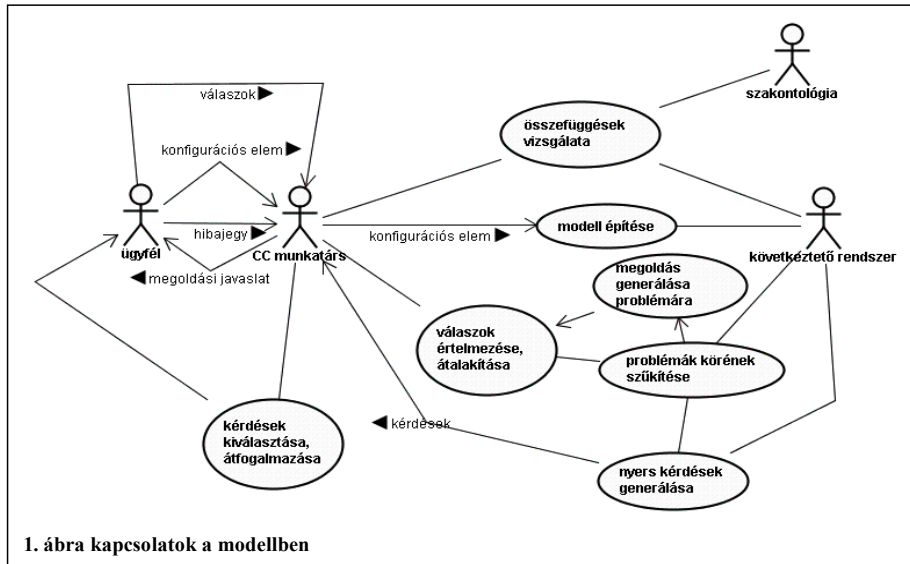 szakontológia
válaszok ▶
összefüggések
vizsgálata
konfigurációs elem ▶
hibajegy ▶
ügyfél
CC munkatárs
konfigurációs elem ▶
modell építése
következtető rendszer
◀ megoldási javaslat
megoldás
generálása
problémára
válaszok
értelmezése,
átalakítása
problémák körének
szűkítése
kérdések
kiválasztása,
átfogalmazása
◀ kérdések
nyers kérdések
generálása
1. ábra kapcsolatok a modellben